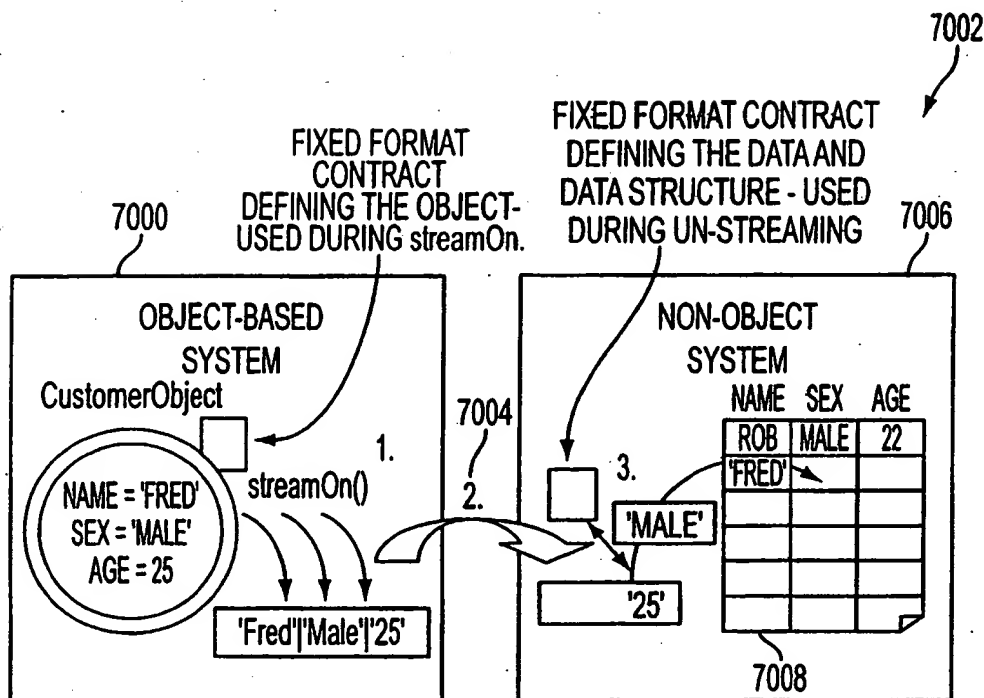 7002
FIXED FORMAT
CONTRACT
DEFINING THE OBJECT-
USED DURING streamOn.
FIXED FORMAT CONTRACT
DEFINING THE DATA AND
DATA STRUCTURE - USED
DURING UN-STREAMING
7000
7006
OBJECT-BASED
SYSTEM
CustomerObject
1.
NAME = 'FRED'
SEX = 'MALE'
AGE = 25
streamOn()
'Fred'|'Male'|'25'
7004
2.
NON-OBJECT
SYSTEM
NAME SEX AGE
ROB MALE 22
'FRED'
3.
'MALE'
'25'
7008